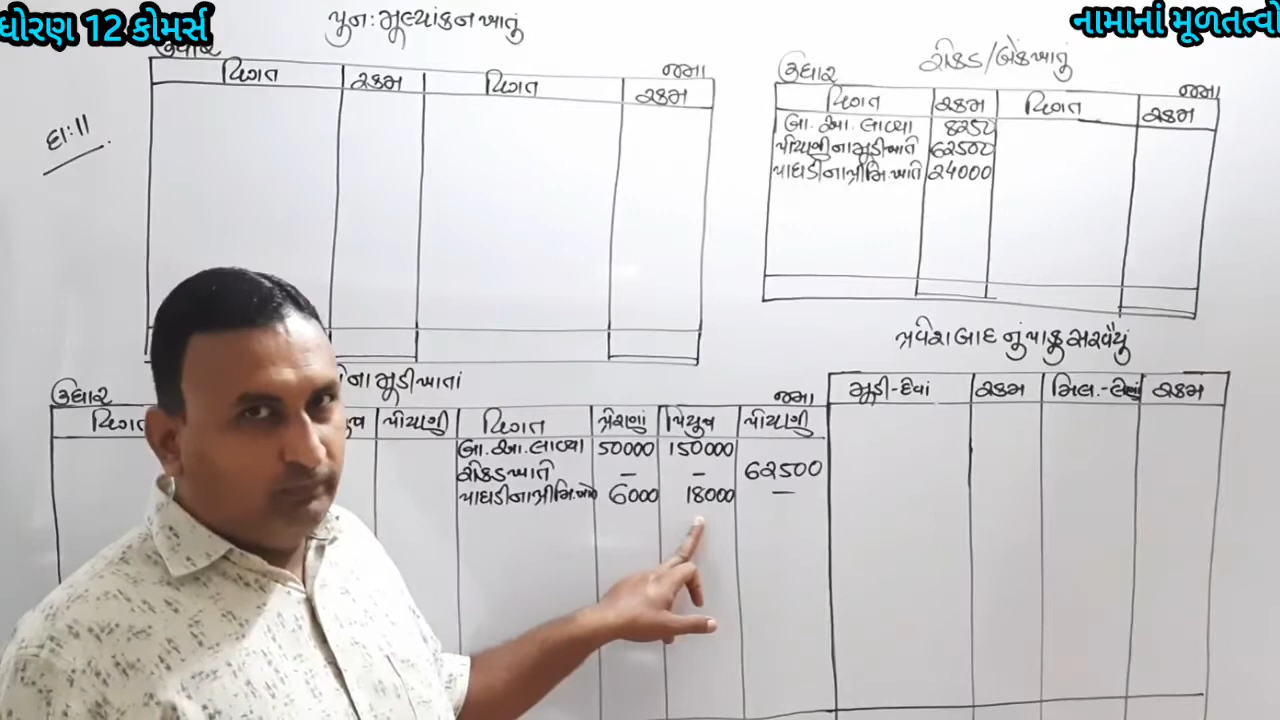 ધોરણ 12 કોમર્સ
નામાનાં મૂળતત્વો
પુનઃમૂલ્યાંકન ખાતું
ઉધાર
જમા
વિગત રકમ વિગત રકમ
દા:11
રોકડ/બેંક ખાતું
ઉધાર
જમા
વિગત રકમ વિગત રકમ
બા. આ. લાવ્યા
પીયાગીના મૂડી ખાતે 62500
પાઘડીના પ્રીમિ. ખાતે 24000
ના મૂડી ખાતાં
ઉધાર
જમા
વિગત પીયાગી વિગત પ્રેરણા પિયુષ પીયાગી
બા. આ. લાવ્યા 50000 150000
રોકડ ખાતે – – 62500
પાઘડીના પ્રીમિ. ખાતે 6000 18000 –
પ્રવેશ બાદ નું પાકુ સરવૈયું
મૂડી-દેવાં રકમ મિલ.-લેણાં રકમ